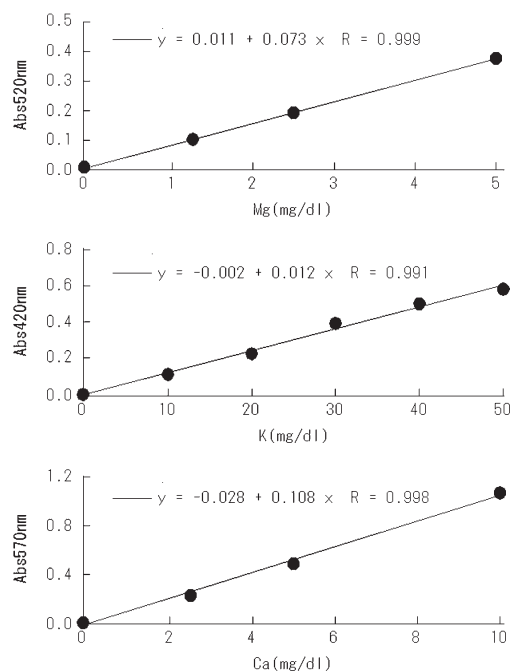 0.5
y = 0.011 + 0.073 x R = 0.999
0.4
0.3
0.2
0.1
0.0
Abs520nm
0 1 2 3 4 5
Mg(mg/dl)
0.8
y = -0.002 + 0.012 x R = 0.991
0.6
0.4
0.2
0.0
Abs420nm
0 10 20 30 40 50
K(mg/dl)
1.2
y = -0.028 + 0.108 x R = 0.998
0.8
0.4
0.0
Abs570nm
0 2 4 6 8 10
Ca(mg/dl)